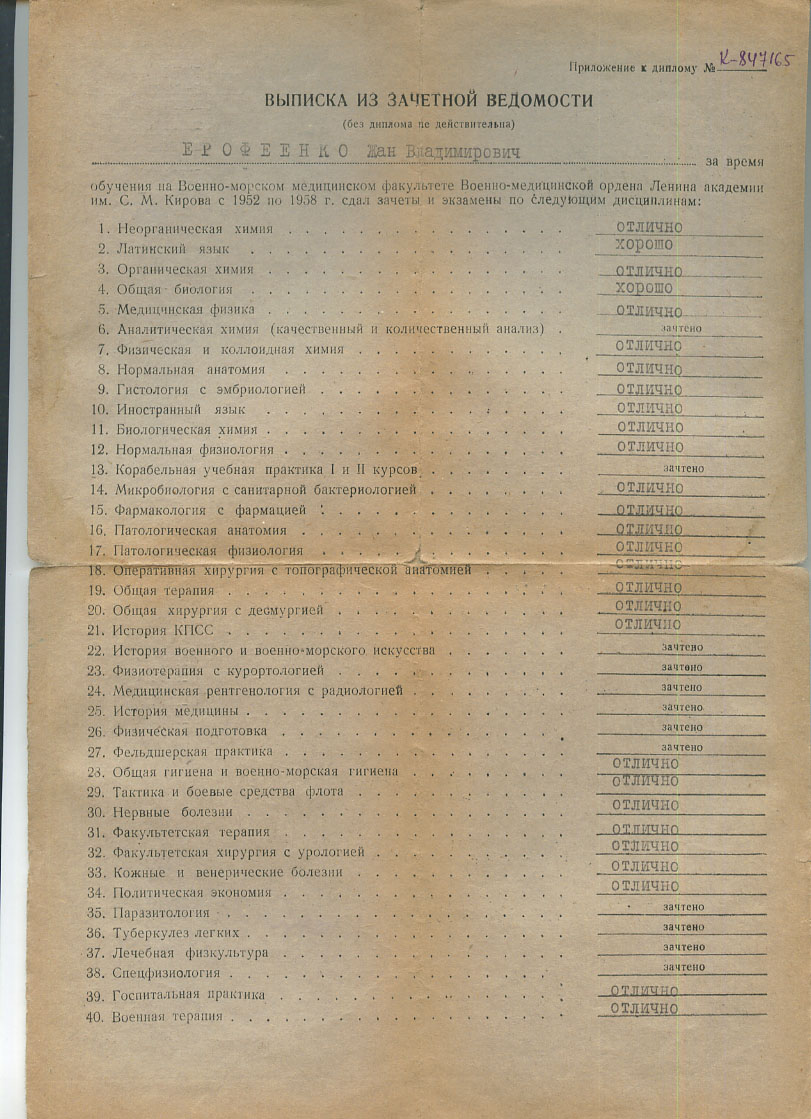 Приложение к диплому № К-847165
ВЫПИСКА ИЗ ЗАЧЕТНОЙ ВЕДОМОСТИ
(без диплома не действительна)
ЕРОФЕЕНКО Жан Владимирович за время
обучения на Военно-морском медицинском факультете Военно-медицинской ордена Ленина академии
им. С. М. Кирова с 1952 по 1958 г. сдал зачеты и экзамены по следующим дисциплинам:
1. Неорганическая химия отлично
2. Латинский язык хорошо
3. Органическая химия отлично
4. Общая биология хорошо
5. Медицинская физика отлично
6. Аналитическая химия (качественный и количественный анализ) зачтено
7. Физическая и коллоидная химия отлично
8. Нормальная анатомия отлично
9. Гистология с эмбриологией отлично
10. Иностранный язык отлично
11. Биологическая химия отлично
12. Нормальная физиология отлично
13. Корабельная учебная практика I и II курсов зачтено
14. Микробиология с санитарной бактериологией отлично
15. Фармакология с фармацией отлично
16. Патологическая анатомия отлично
17. Патологическая физиология отлично
18. Оперативная хирургия с топографической анатомией отлично
19. Общая терапия отлично
20. Общая хирургия с десмургией отлично
21. История КПСС отлично
22. История военного и военно-морского искусства зачтено
23. Физиотерапия с курортологией зачтено
24. Медицинская рентгенология с радиологией зачтено
25. История медицины зачтено
26. Физическая подготовка зачтено
27. Фельдшерская практика зачтено
28. Общая гигиена и военно-морская гигиена отлично
29. Тактика и боевые средства флота отлично
30. Нервные болезни отлично
31. Факультетская терапия отлично
32. Факультетская хирургия с урологией отлично
33. Кожные и венерические болезни отлично
34. Политическая экономия отлично
35. Паразитология зачтено
36. Туберкулез легких зачтено
37. Лечебная физкультура зачтено
38. Спецфизиология зачтено
39. Госпитальная практика отлично
40. Военная терапия отлично